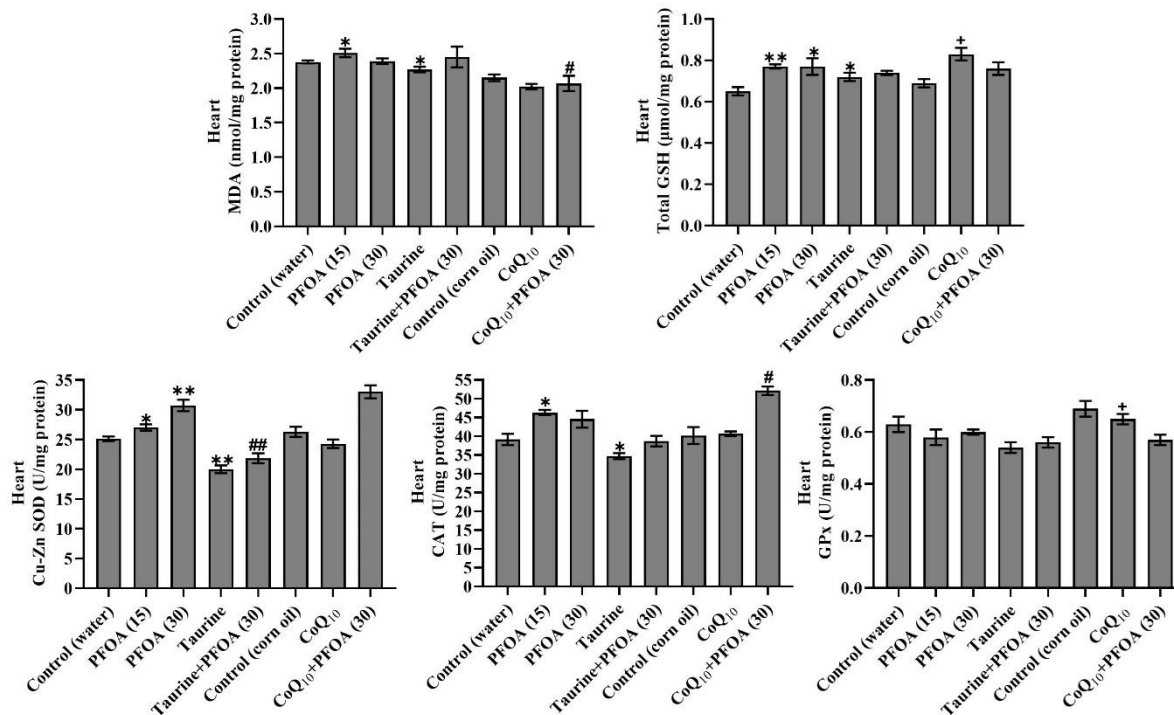 Heart
MDA (nmol/mg protein)
3.0
2.5
2.0
1.5
1.0
0.5
0.0
*
*
#
Control (water)
PFOA (15)
PFOA (30)
Taurine
Taurine+PFOA (30)
Control (corn oil)
CoQ₁₀
CoQ₁₀+PFOA (30)
Heart
Total GSH (μmol/mg protein)
1.0
0.8
0.6
0.4
0.2
0.0
**
*
*
+
Control (water)
PFOA (15)
PFOA (30)
Taurine
Taurine+PFOA (30)
Control (corn oil)
CoQ₁₀
CoQ₁₀+PFOA (30)
Heart
Cu-Zn SOD (U/mg protein)
35
30
25
20
15
10
5
0
*
**
**
##
Control (water)
PFOA (15)
PFOA (30)
Taurine
Taurine+PFOA (30)
Control (corn oil)
CoQ₁₀
CoQ₁₀+PFOA (30)
Heart
CAT (U/mg protein)
55
50
45
40
35
30
25
20
15
10
5
0
*
*
#
Control (water)
PFOA (15)
PFOA (30)
Taurine
Taurine+PFOA (30)
Control (corn oil)
CoQ₁₀
CoQ₁₀+PFOA (30)
Heart
GPx (U/mg protein)
0.8
0.6
0.4
0.2
0.0
+
Control (water)
PFOA (15)
PFOA (30)
Taurine
Taurine+PFOA (30)
Control (corn oil)
CoQ₁₀
CoQ₁₀+PFOA (30)